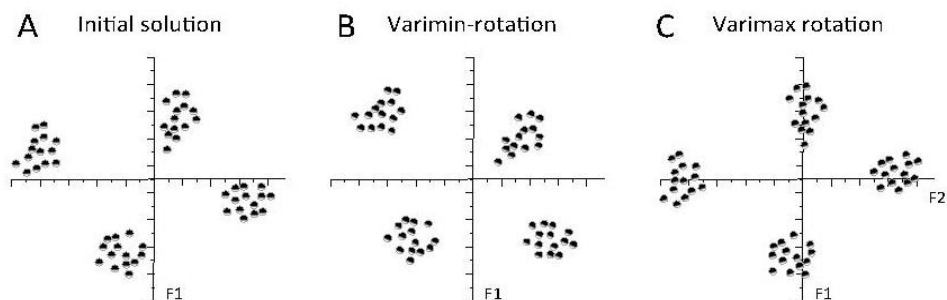 A Initial solution
B Varimin-rotation
C Varimax rotation
F2
F1
F1
F1